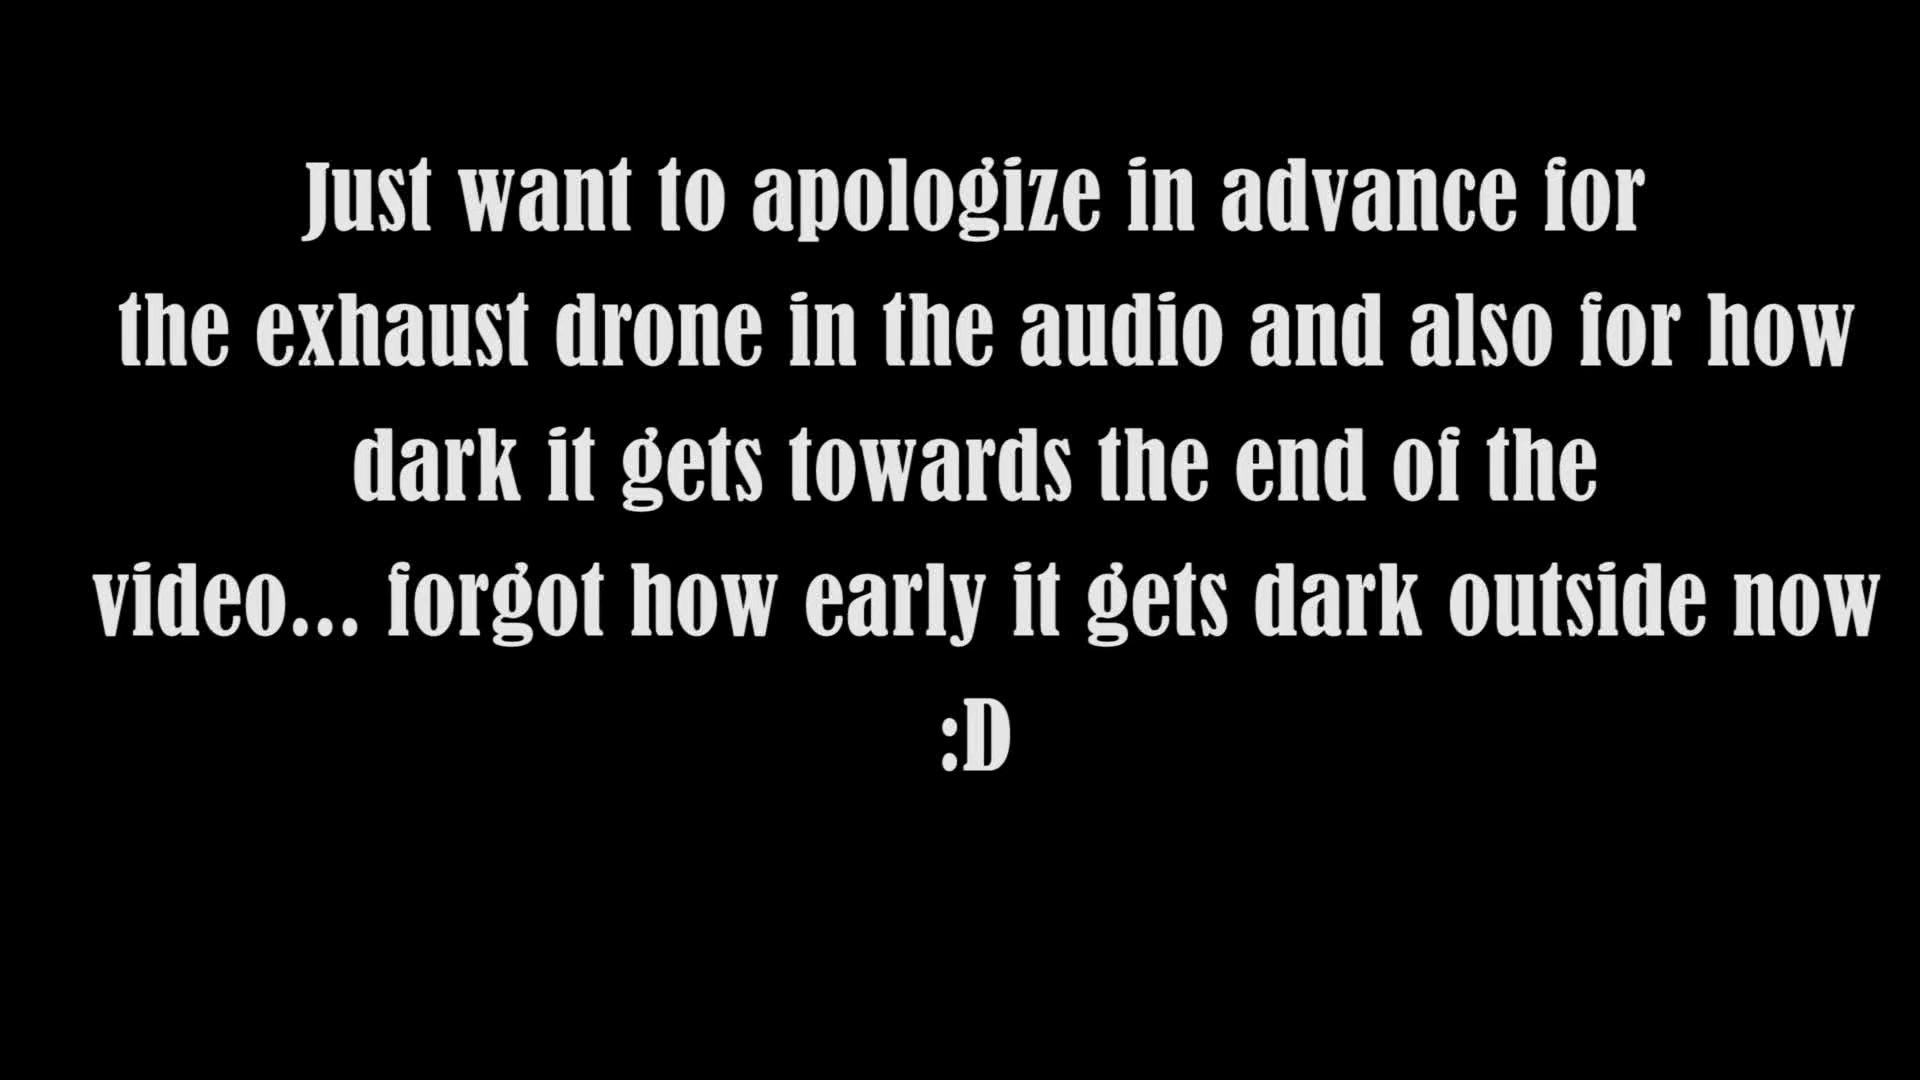 Just want to apologize in advance for
the exhaust drone in the audio and also for how
dark it gets towards the end of the
video... forgot how early it gets dark outside now
:D